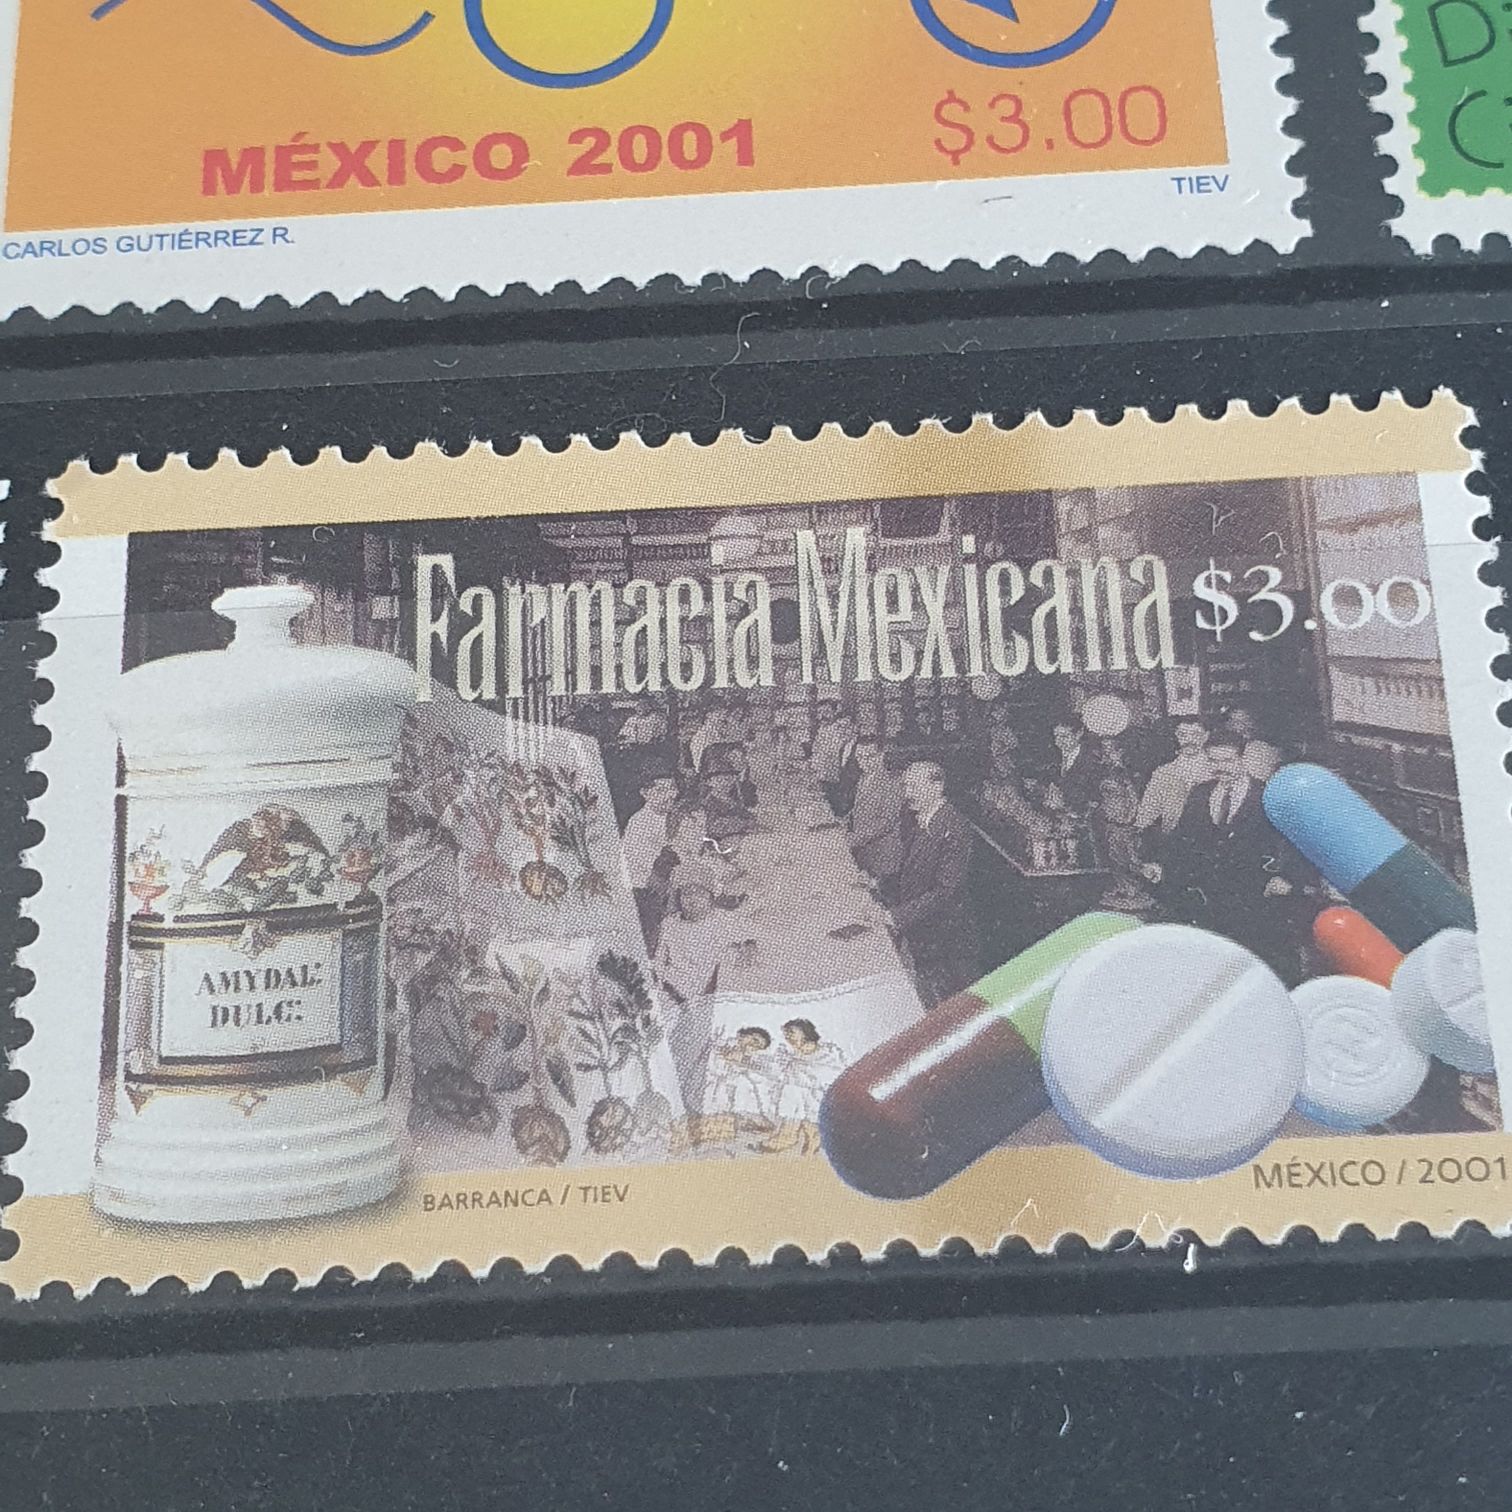 MÉXICO 2001 $3.00
CARLOS GUTIÉRREZ R. TIEV
Farmacia Mexicana $3.00
AMYDAL:
DULC:
BARRANCA / TIEV
MÉXICO / 2001